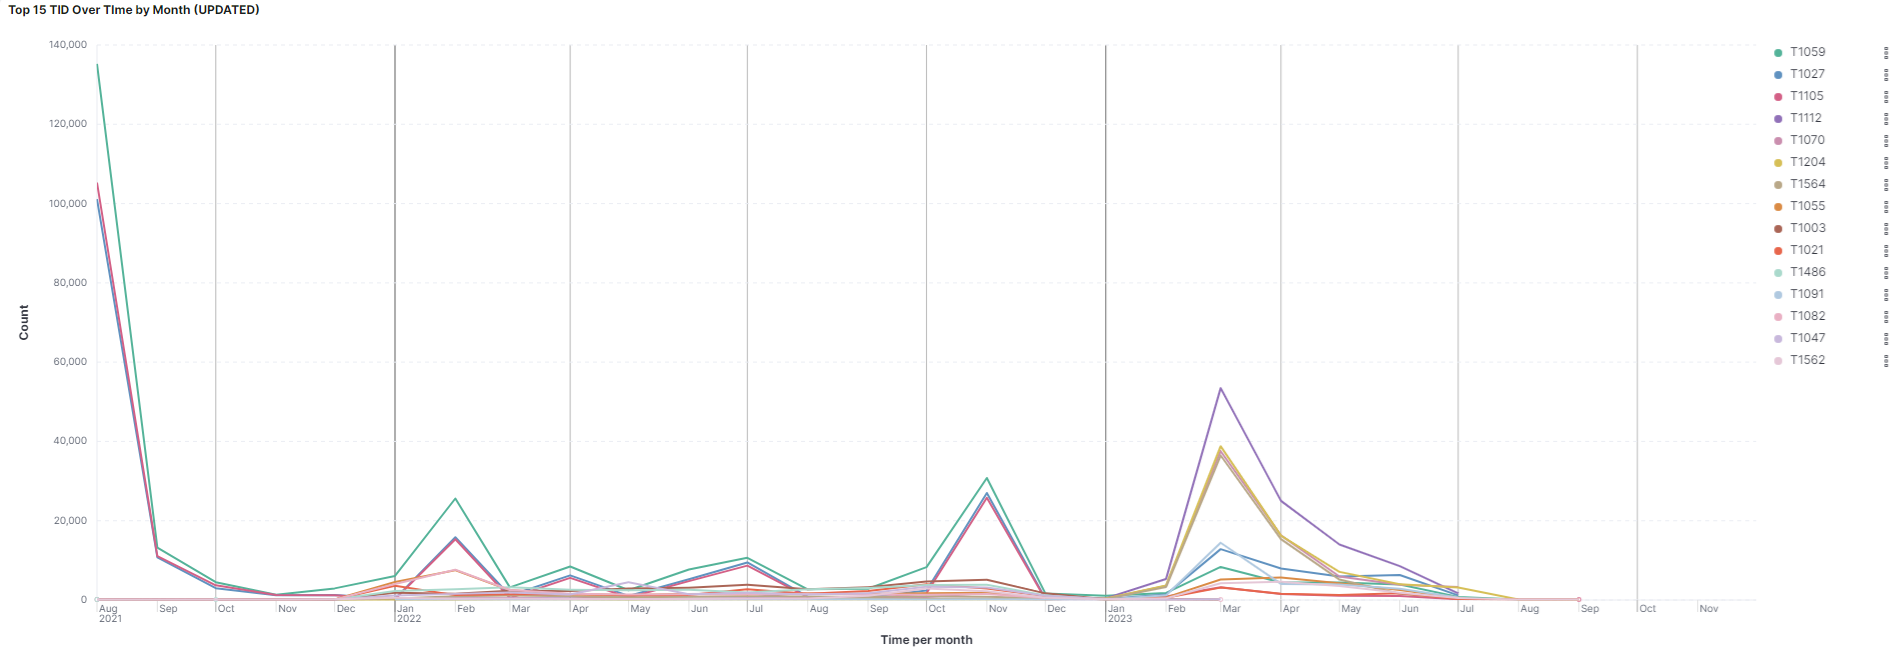 Top 15 TID Over TIme by Month (UPDATED)
140,000
120,000
100,000
80,000
60,000
40,000
20,000
0
Count
Aug Sep Oct Nov Dec Jan Feb Mar Apr May Jun Jul Aug Sep Oct Nov Dec Jan Feb Mar Apr May Jun Jul Aug Sep Oct Nov
2021 2022 2023
Time per month
T1059
T1027
T1105
T1112
T1070
T1204
T1564
T1055
T1003
T1021
T1486
T1091
T1082
T1047
T1562